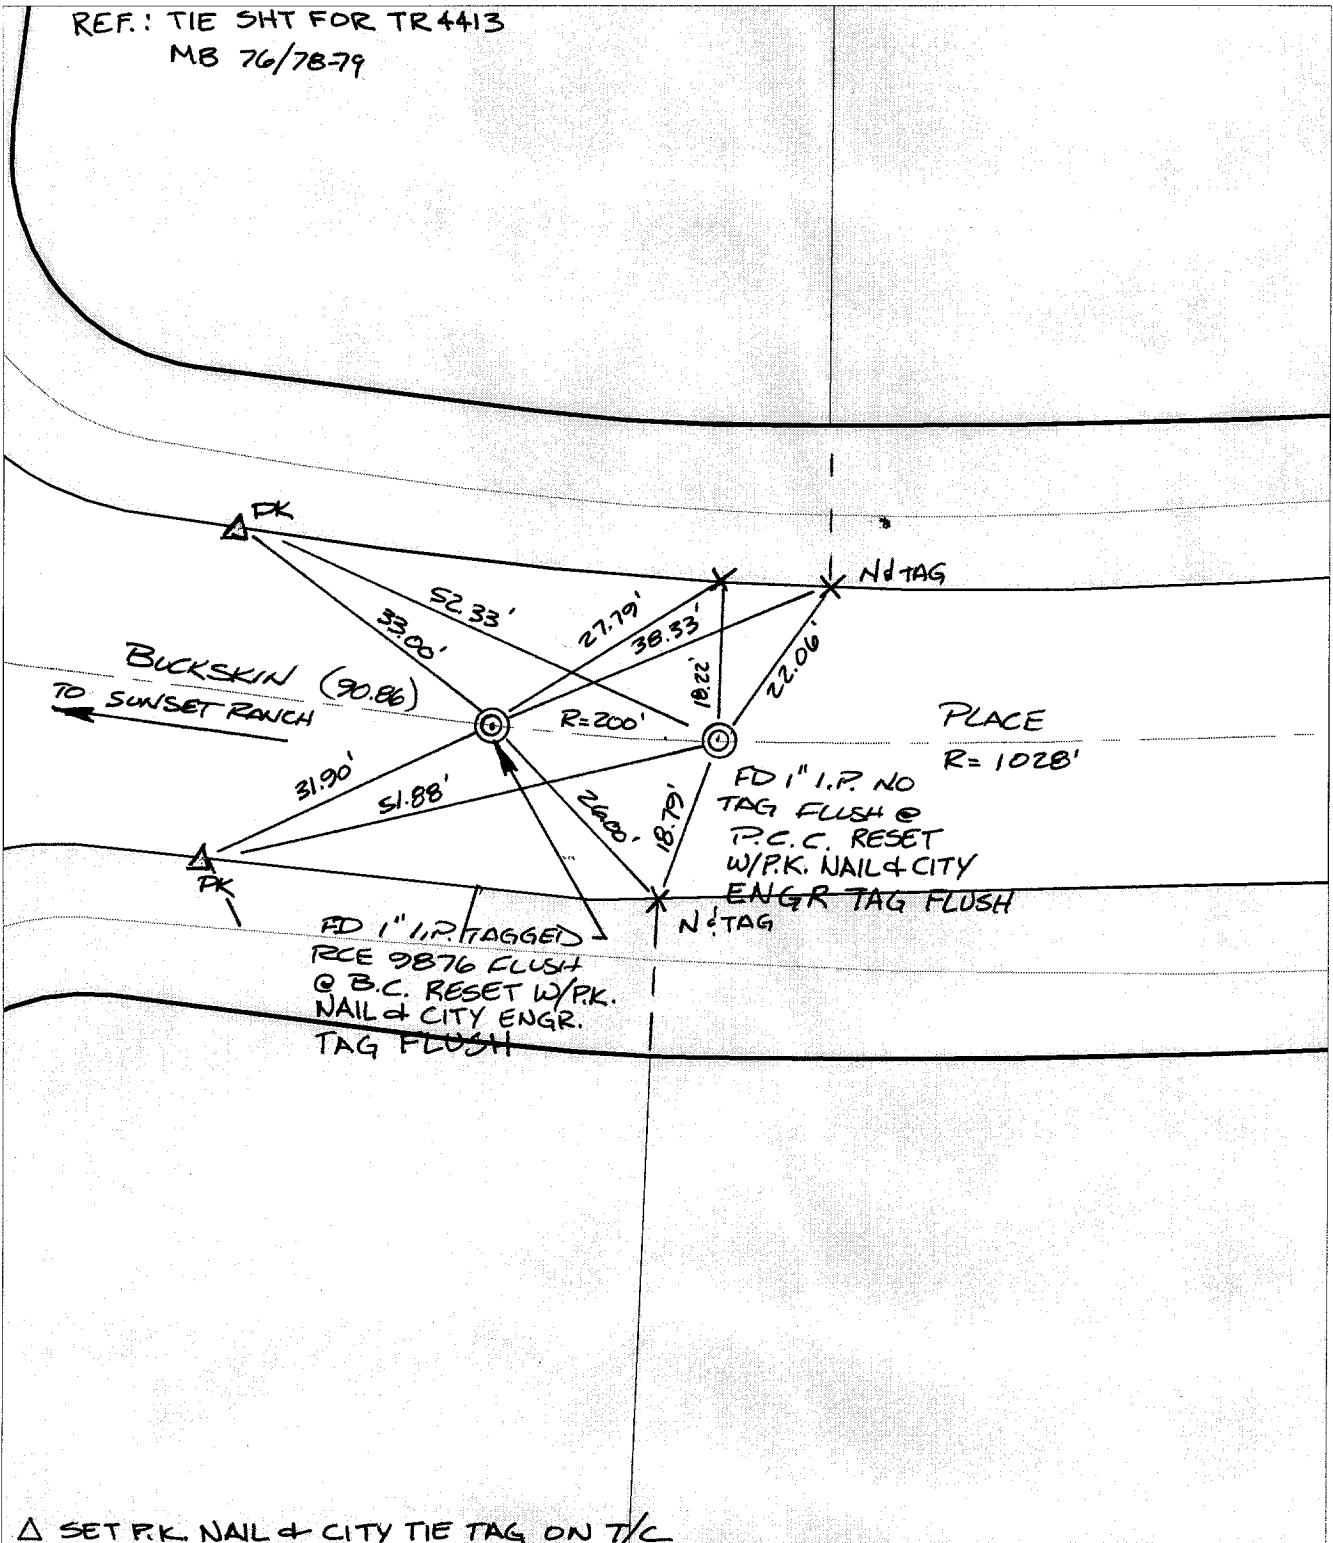 REF.: TIE SHT FOR TR 4413
MB 76/78-79
PK
N & TAG
52.33'
33.00'
27.79'
38.33'
18.22'
22.06'
BUCKSKIN (90.86)
TO SUNSET RANCH
R=200'
PLACE
R= 1028'
31.90'
51.88'
26.00'
18.79'
FD 1" I.P. NO
TAG FLUSH @
P.C.C. RESET
W/P.K. NAIL & CITY
ENGR TAG FLUSH
PK
N & TAG
FD 1" I.P. TAGGED
RCE 9876 FLUSH
@ B.C. RESET W/P.K.
NAIL & CITY ENGR.
TAG FLUSH
△ SET P.K. NAIL & CITY TIE TAG ON T/C